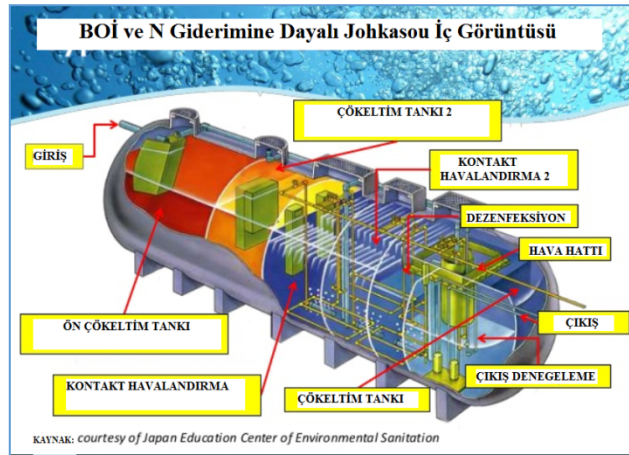 BOİ ve N Giderimine Dayalı Johkasou İç Görüntüsü
ÇÖKELTİM TANKI 2
GİRİŞ
KONTAKT
HAVALANDIRMA 2
DEZENFEKSİYON
HAVA HATTI
ÖN ÇÖKELTİM TANKI
ÇIKIŞ
KONTAKT HAVALANDIRMA
ÇÖKELTİM TANKI
ÇIKIŞ DENEGELEME
KAYNAK: courtesy of Japan Education Center of Environmental Sanitation